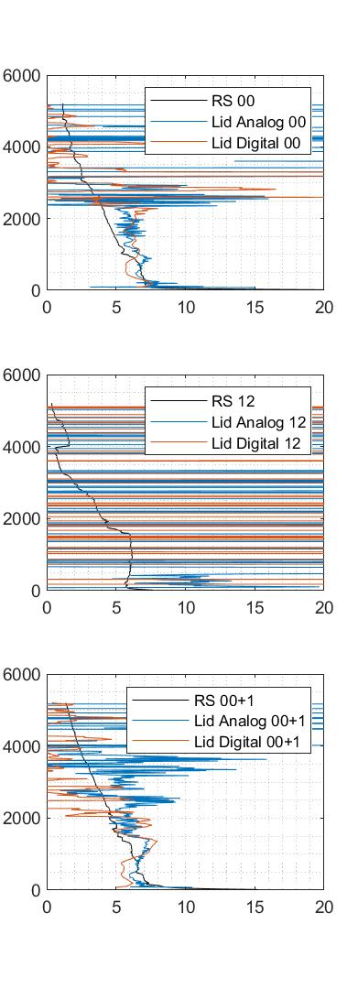 6000
RS 00
Lid Analog 00
Lid Digital 00
4000
2000
0
0 5 10 15 20
6000
RS 12
Lid Analog 12
Lid Digital 12
4000
2000
0
0 5 10 15 20
6000
RS 00+1
Lid Analog 00+1
Lid Digital 00+1
4000
2000
0
0 5 10 15 20